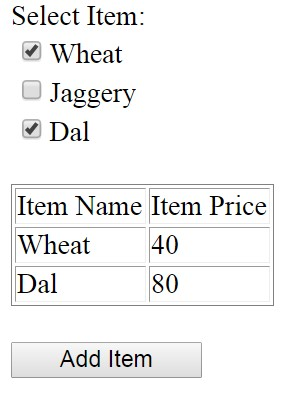 Select Item:
Wheat
Jaggery
Dal
Item Name Item Price
Wheat 40
Dal 80
Add Item